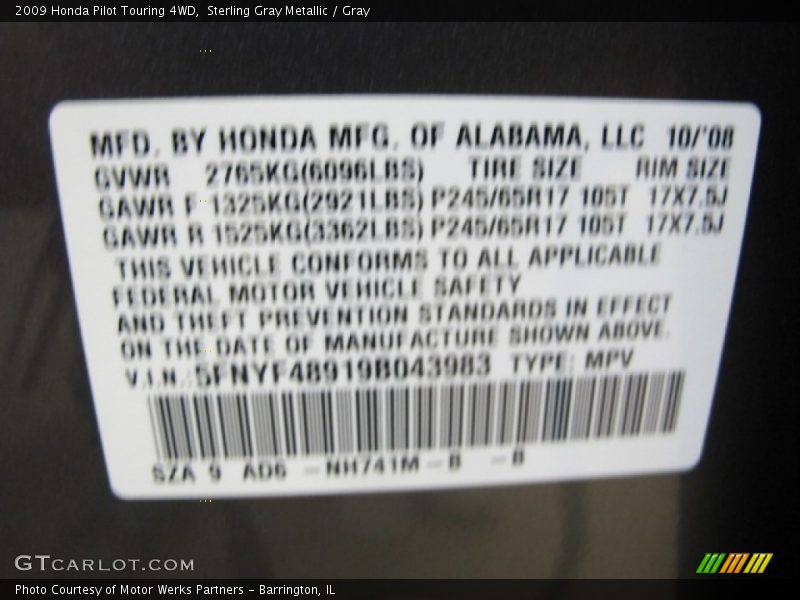 2009 Honda Pilot Touring 4WD,  Sterling Gray Metallic / Gray
MFD. BY HONDA MFG. OF ALABAMA, LLC 10/'08
GVWR 2765KG(6096LBS) TIRE SIZE RIM SIZE
GAWR F 1325KG(2921LBS) P245/65R17 105T 17X7.5J
GAWR R 1525KG(3362LBS) P245/65R17 105T 17X7.5J
THIS VEHICLE CONFORMS TO ALL APPLICABLE
FEDERAL MOTOR VEHICLE SAFETY
AND THEFT PREVENTION STANDARDS IN EFFECT
ON THE DATE OF MANUFACTURE SHOWN ABOVE.
V.I.N.: 5FNYF48919B043983 TYPE: MPV
SZA 9 AD6 - NH741M - B - B
GTCARLOT.COM
Photo Courtesy of Motor Werks Partners - Barrington, IL